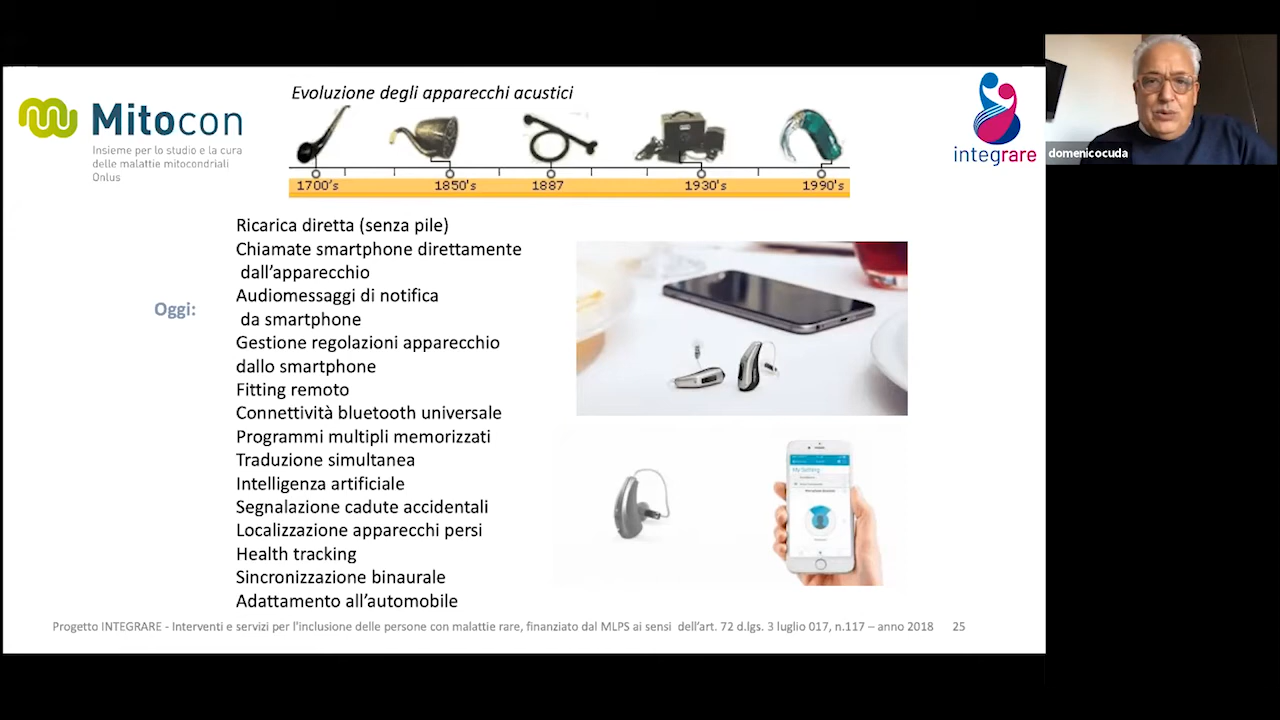 Evoluzione degli apparecchi acustici
Mitocon
Insieme per lo studio e la cura
delle malattie mitocondriali
Onlus
integrare
domenicocuda
1700's 1850's 1887 1930's 1990's
Ricarica diretta (senza pile)
Chiamate smartphone direttamente
dall'apparecchio
Audiomessaggi di notifica
da smartphone
Oggi:
Gestione regolazioni apparecchio
dallo smartphone
Fitting remoto
Connettività bluetooth universale
Programmi multipli memorizzati
Traduzione simultanea
Intelligenza artificiale
Segnalazione cadute accidentali
Localizzazione apparecchi persi
Health tracking
Sincronizzazione binaurale
Adattamento all'automobile
Progetto INTEGRARE - Interventi e servizi per l'inclusione delle persone con malattie rare, finanziato dal MLPS ai sensi dell'art. 72 d.lgs. 3 luglio 017, n.117 – anno 2018 25